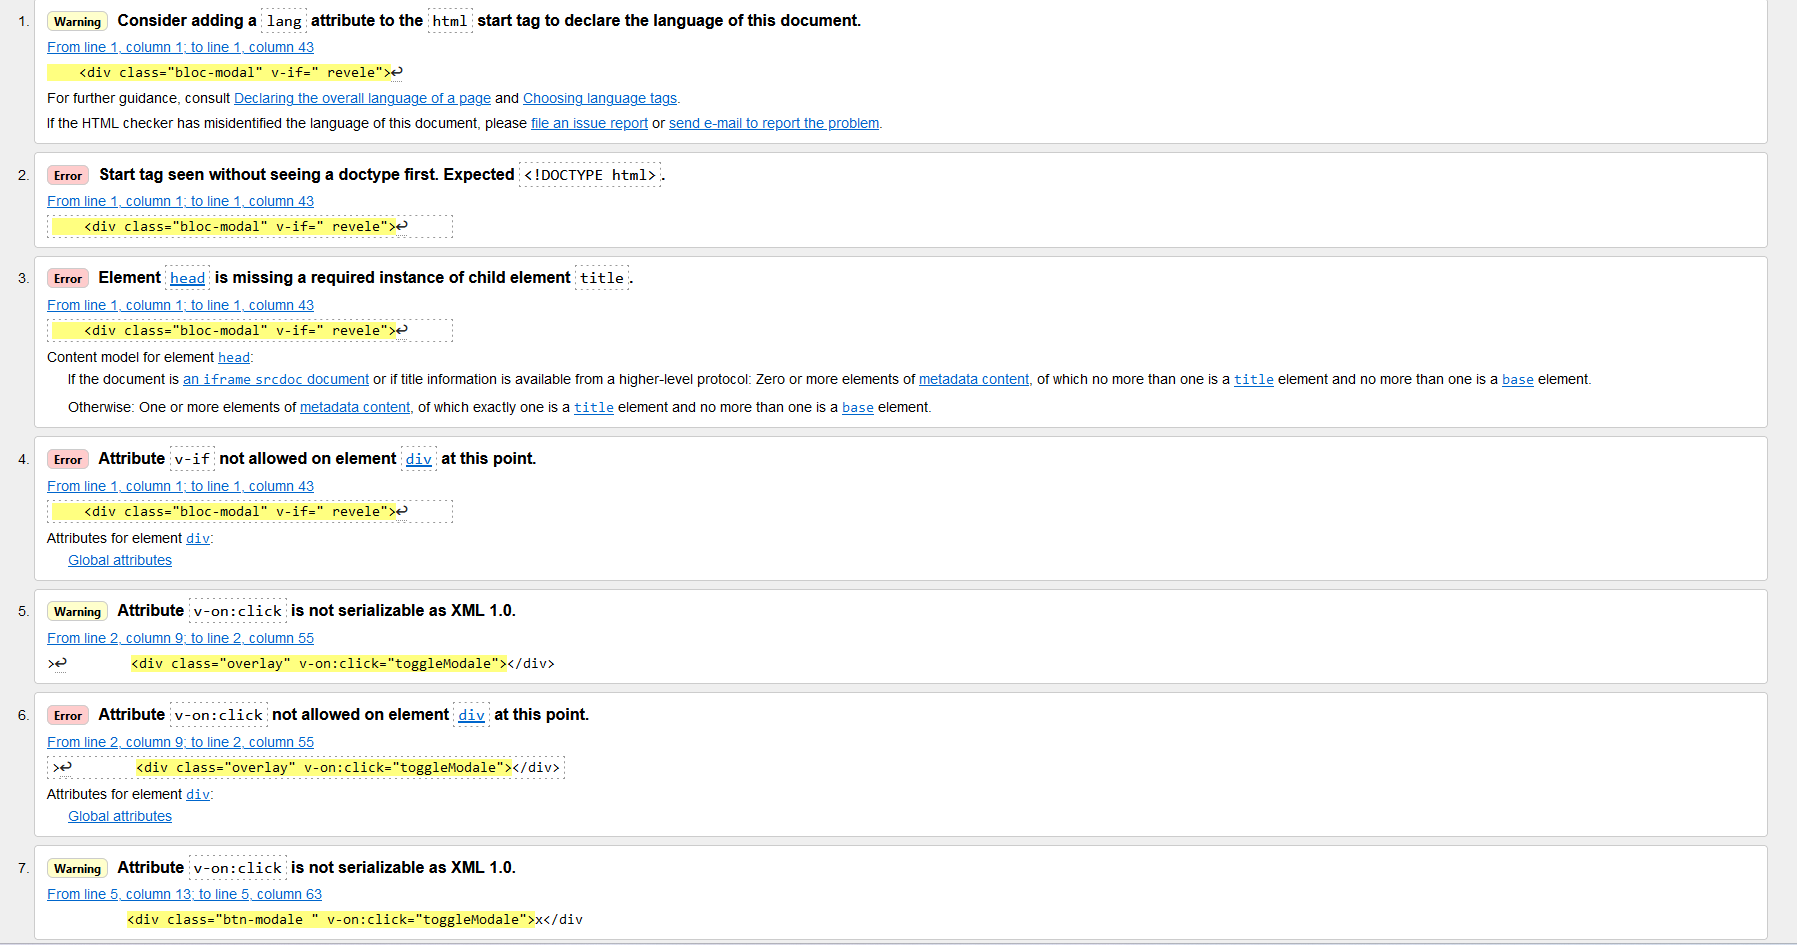 1. Warning Consider adding a lang attribute to the html start tag to declare the language of this document.
From line 1, column 1; to line 1, column 43
<div class="bloc-modal" v-if=" revele">↩
For further guidance, consult Declaring the overall language of a page and Choosing language tags.
If the HTML checker has misidentified the language of this document, please file an issue report or send e-mail to report the problem.
2. Error Start tag seen without seeing a doctype first. Expected <!DOCTYPE html>.
From line 1, column 1; to line 1, column 43
<div class="bloc-modal" v-if=" revele">↩
3. Error Element head is missing a required instance of child element title.
From line 1, column 1; to line 1, column 43
<div class="bloc-modal" v-if=" revele">↩
Content model for element head:
If the document is an iframe srcdoc document or if title information is available from a higher-level protocol: Zero or more elements of metadata content, of which no more than one is a title element and no more than one is a base element.
Otherwise: One or more elements of metadata content, of which exactly one is a title element and no more than one is a base element.
4. Error Attribute v-if not allowed on element div at this point.
From line 1, column 1; to line 1, column 43
<div class="bloc-modal" v-if=" revele">↩
Attributes for element div:
Global attributes
5. Warning Attribute v-on:click is not serializable as XML 1.0.
From line 2, column 9; to line 2, column 55
>↩ <div class="overlay" v-on:click="toggleModale"></div>
6. Error Attribute v-on:click not allowed on element div at this point.
From line 2, column 9; to line 2, column 55
>↩ <div class="overlay" v-on:click="toggleModale"></div>
Attributes for element div:
Global attributes
7. Warning Attribute v-on:click is not serializable as XML 1.0.
From line 5, column 13; to line 5, column 63
<div class="btn-modale " v-on:click="toggleModale">x</div